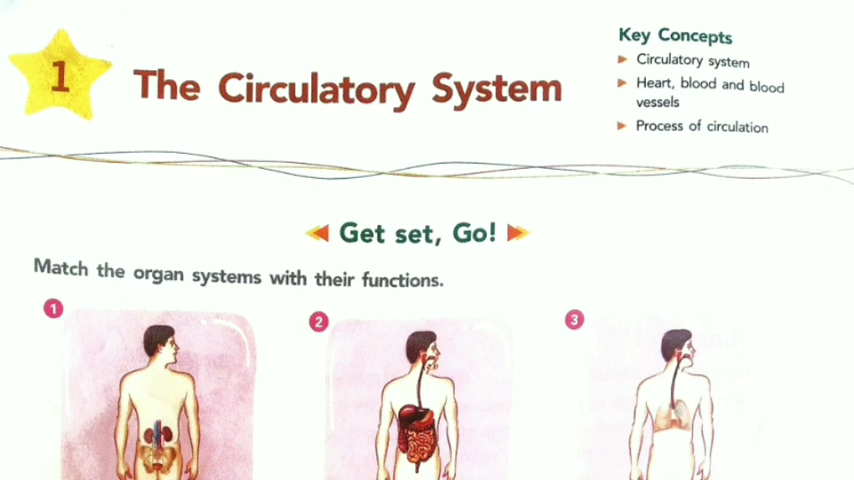 1
The Circulatory System
Key Concepts
Circulatory system
Heart, blood and blood
vessels
Process of circulation
Get set, Go!
Match the organ systems with their functions.
1
2
3